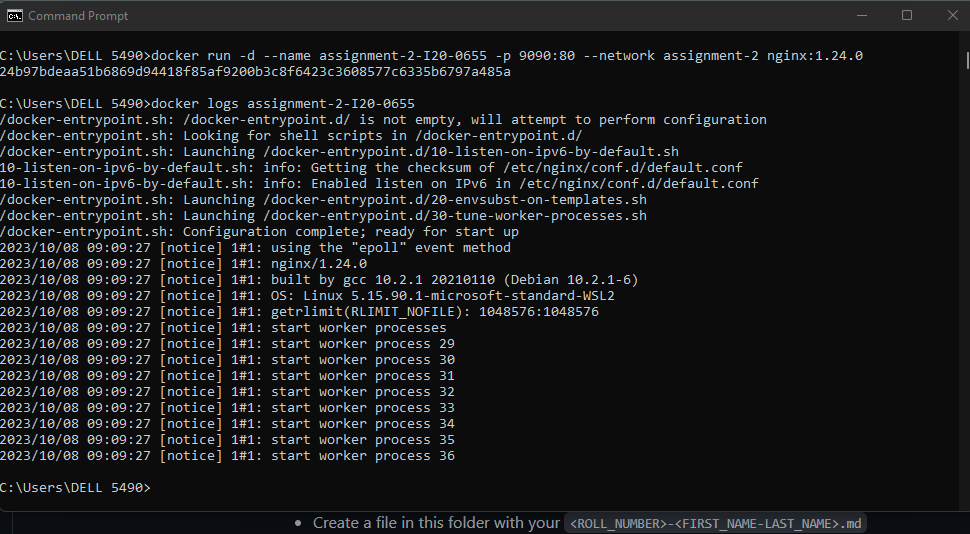 Command Prompt
C:\Users\DELL 5490>docker run -d --name assignment-2-I20-0655 -p 9090:80 --network assignment-2 nginx:1.24.0
24b97bdeaa51b6869d94418f85af9200b3c8f6423c3608577c6335b6797a485a
C:\Users\DELL 5490>docker logs assignment-2-I20-0655
/docker-entrypoint.sh: /docker-entrypoint.d/ is not empty, will attempt to perform configuration
/docker-entrypoint.sh: Looking for shell scripts in /docker-entrypoint.d/
/docker-entrypoint.sh: Launching /docker-entrypoint.d/10-listen-on-ipv6-by-default.sh
10-listen-on-ipv6-by-default.sh: info: Getting the checksum of /etc/nginx/conf.d/default.conf
10-listen-on-ipv6-by-default.sh: info: Enabled listen on IPv6 in /etc/nginx/conf.d/default.conf
/docker-entrypoint.sh: Launching /docker-entrypoint.d/20-envsubst-on-templates.sh
/docker-entrypoint.sh: Launching /docker-entrypoint.d/30-tune-worker-processes.sh
/docker-entrypoint.sh: Configuration complete; ready for start up
2023/10/08 09:09:27 [notice] 1#1: using the "epoll" event method
2023/10/08 09:09:27 [notice] 1#1: nginx/1.24.0
2023/10/08 09:09:27 [notice] 1#1: built by gcc 10.2.1 20210110 (Debian 10.2.1-6)
2023/10/08 09:09:27 [notice] 1#1: OS: Linux 5.15.90.1-microsoft-standard-WSL2
2023/10/08 09:09:27 [notice] 1#1: getrlimit(RLIMIT_NOFILE): 1048576:1048576
2023/10/08 09:09:27 [notice] 1#1: start worker processes
2023/10/08 09:09:27 [notice] 1#1: start worker process 29
2023/10/08 09:09:27 [notice] 1#1: start worker process 30
2023/10/08 09:09:27 [notice] 1#1: start worker process 31
2023/10/08 09:09:27 [notice] 1#1: start worker process 32
2023/10/08 09:09:27 [notice] 1#1: start worker process 33
2023/10/08 09:09:27 [notice] 1#1: start worker process 34
2023/10/08 09:09:27 [notice] 1#1: start worker process 35
2023/10/08 09:09:27 [notice] 1#1: start worker process 36
C:\Users\DELL 5490>
• Create a file in this folder with your <ROLL_NUMBER>-<FIRST_NAME-LAST_NAME>.md